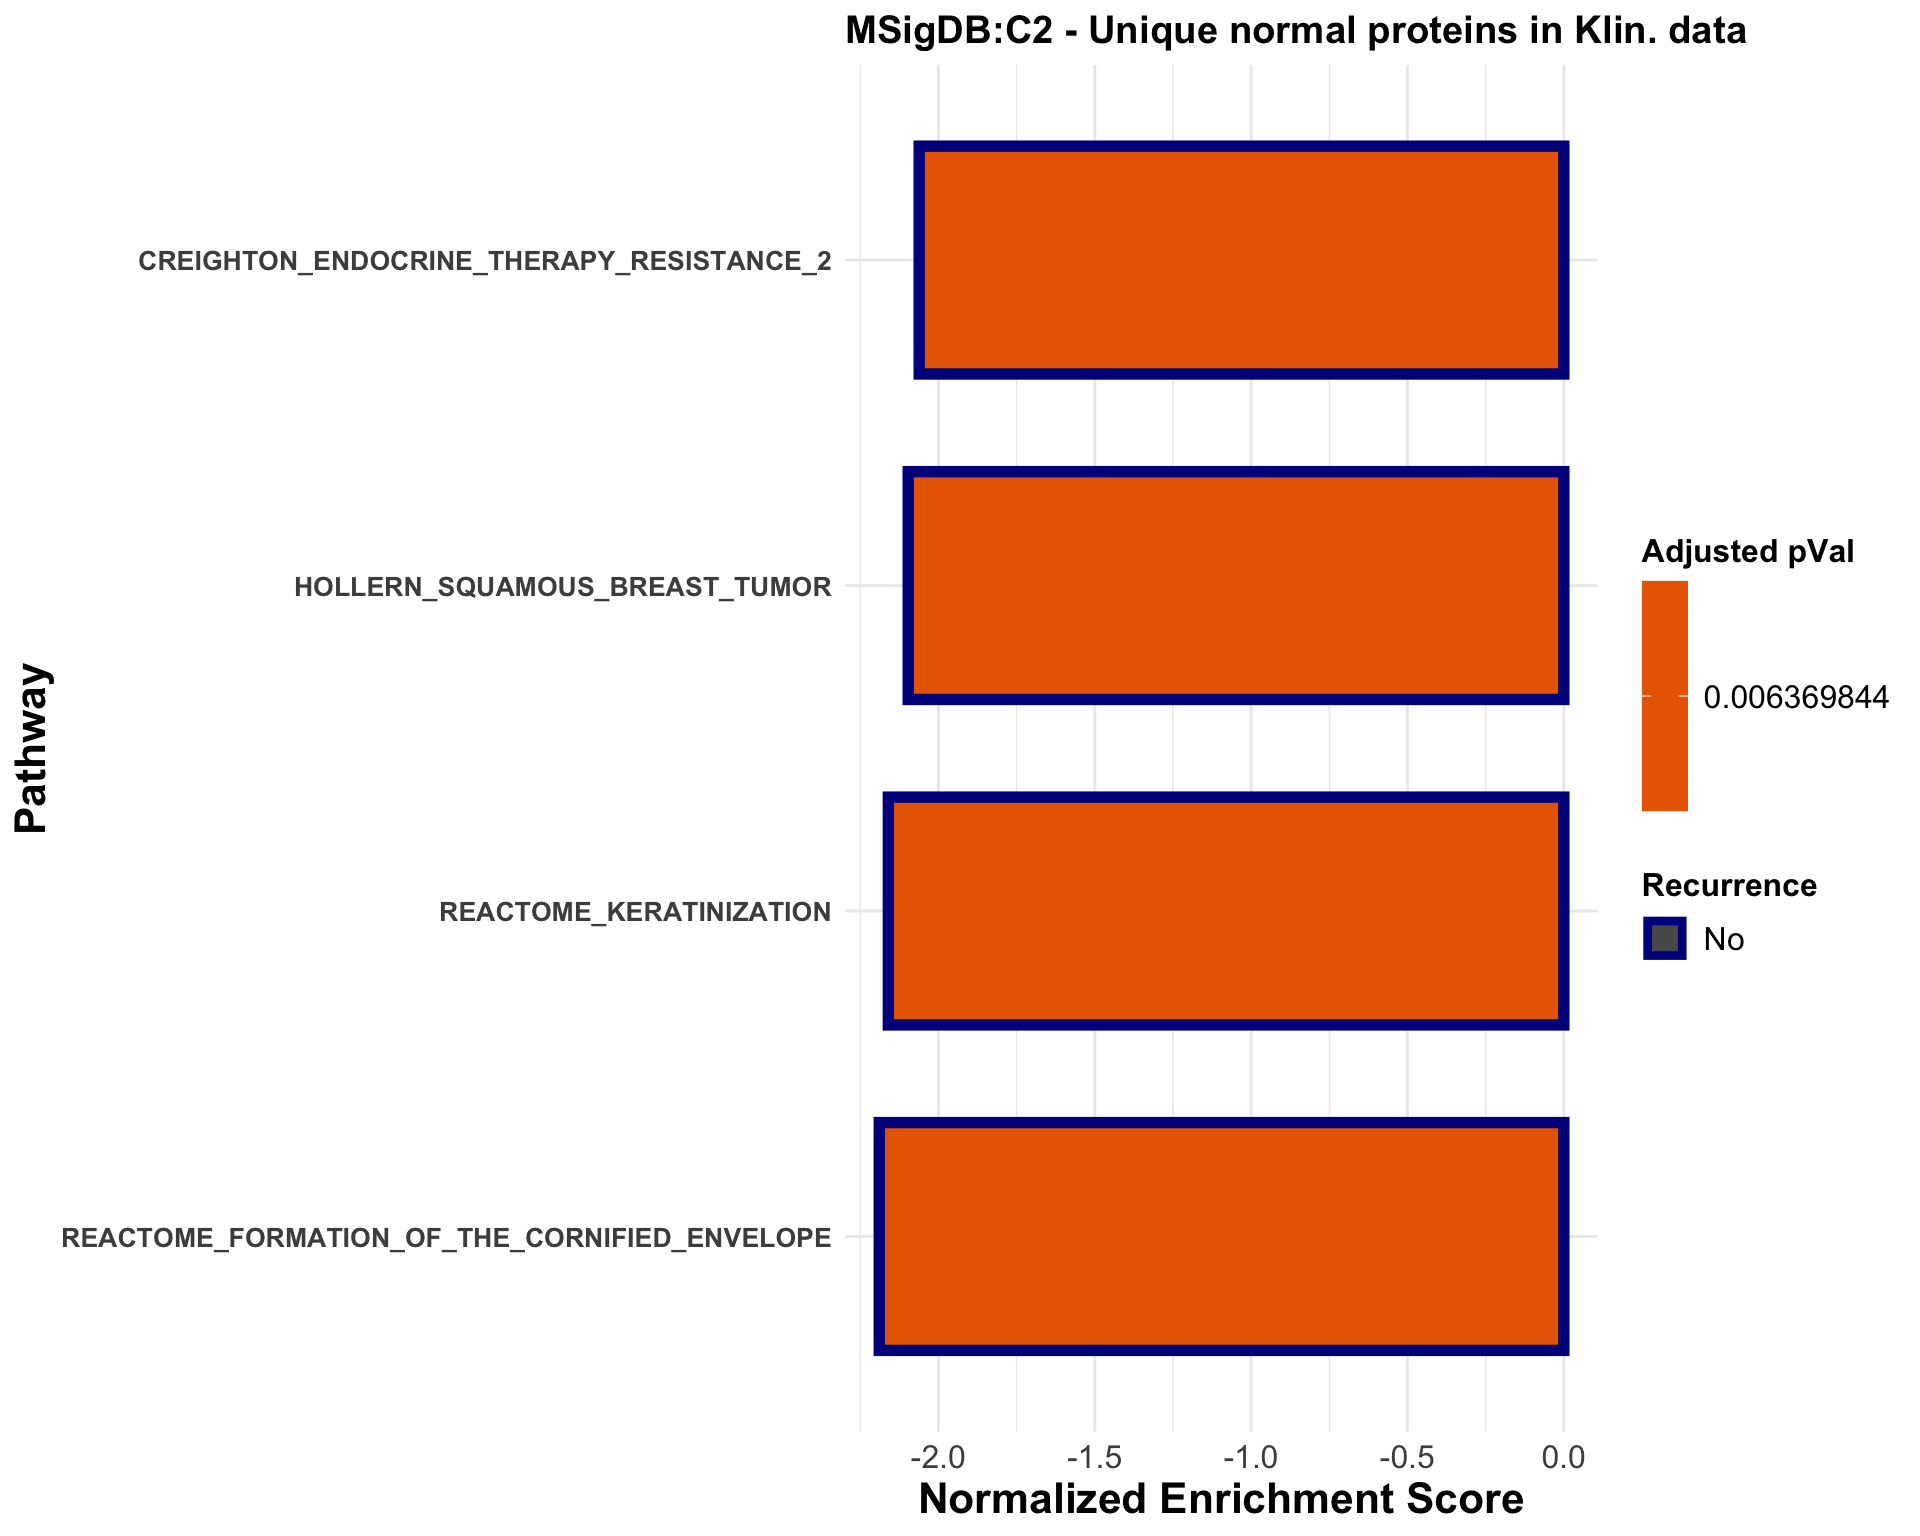 MSigDB:C2 - Unique normal proteins in Klin. data
Pathway
CREIGHTON_ENDOCRINE_THERAPY_RESISTANCE_2
HOLLERN_SQUAMOUS_BREAST_TUMOR
REACTOME_KERATINIZATION
REACTOME_FORMATION_OF_THE_CORNIFIED_ENVELOPE
-2.0 -1.5 -1.0 -0.5 0.0
Normalized Enrichment Score
Adjusted pVal
0.006369844
Recurrence
No